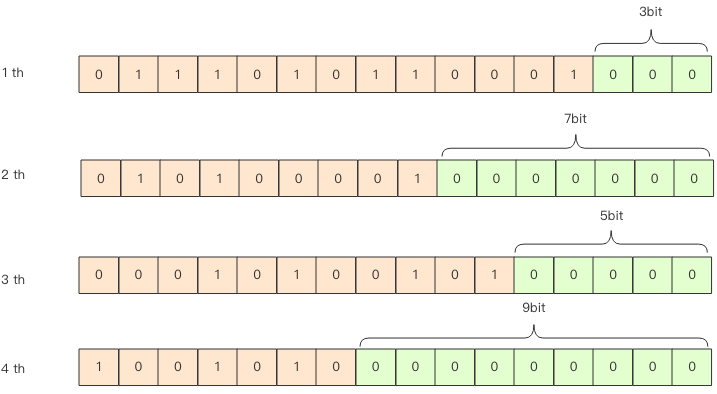 3bit
1 th 0 1 1 1 0 1 0 1 1 0 0 0 1 0 0 0
7bit
2 th 0 1 0 1 0 0 0 0 1 0 0 0 0 0 0 0
5bit
3 th 0 0 0 1 0 1 0 0 1 0 1 0 0 0 0 0
9bit
4 th 1 0 0 1 0 1 0 0 0 0 0 0 0 0 0 0